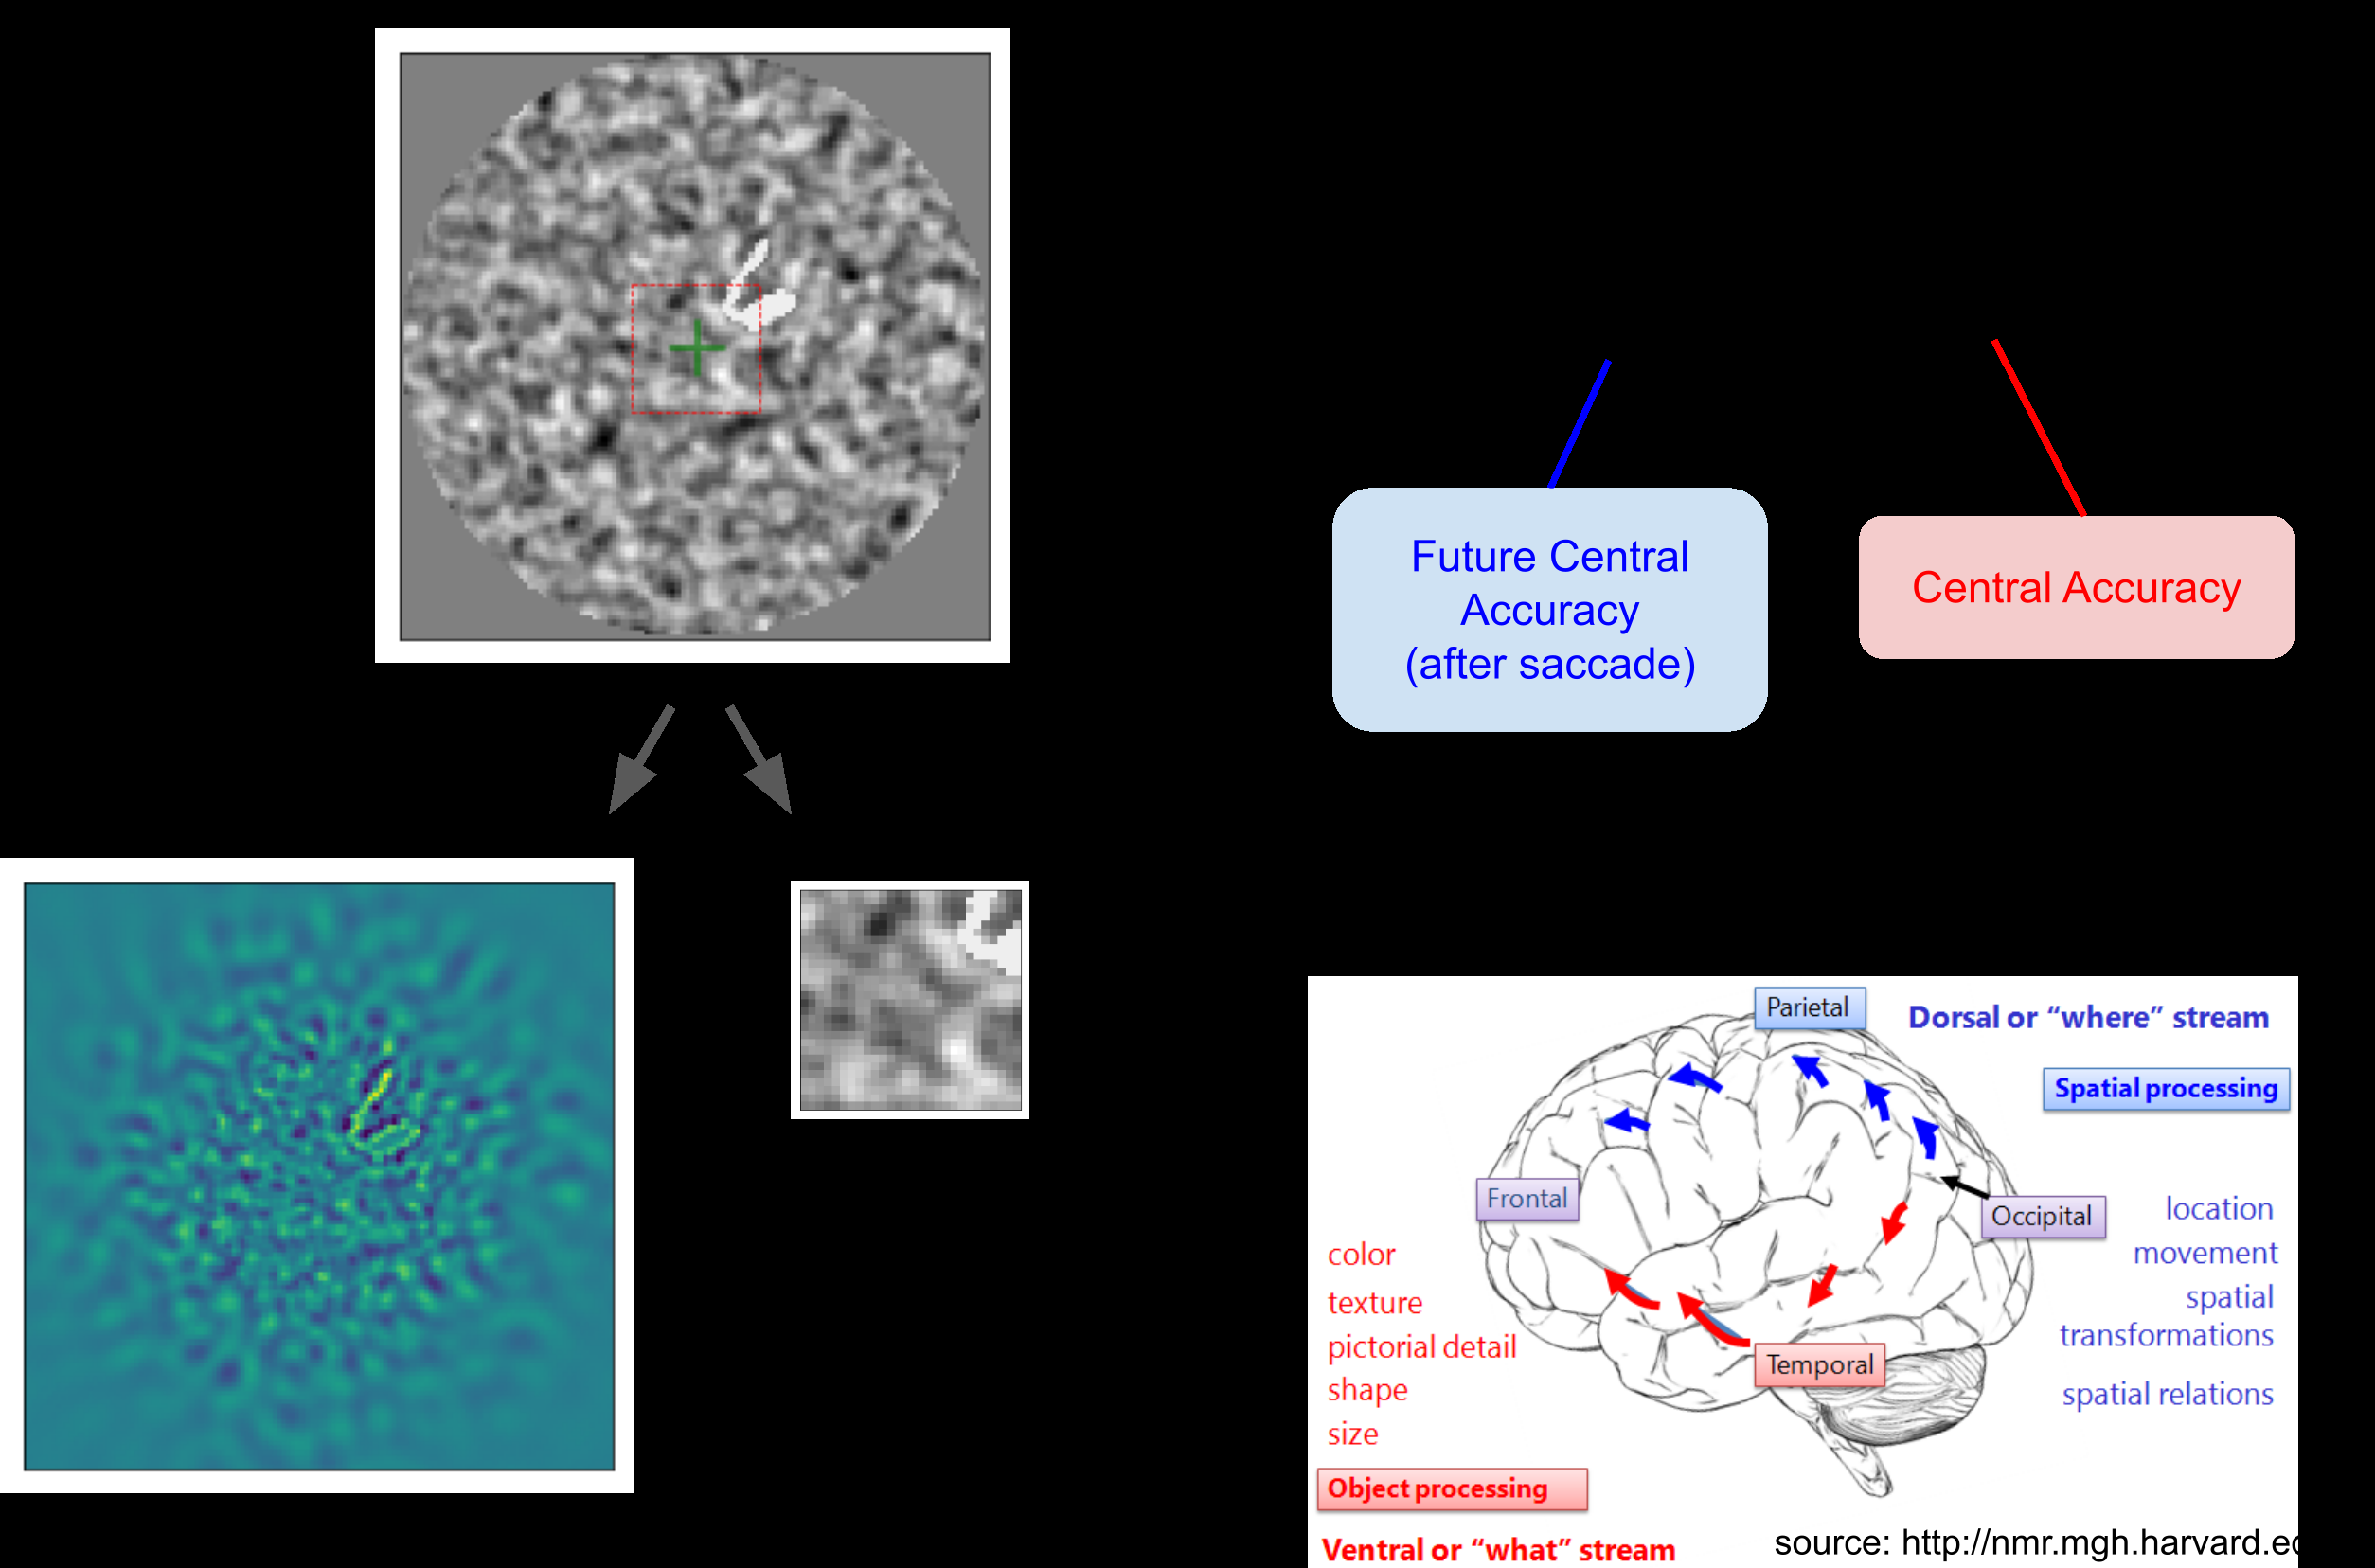 Future Central
Accuracy
(after saccade)
Central Accuracy
Parietal
Dorsal or “where” stream
Spatial processing
Frontal
Occipital
location
movement
spatial
transformations
spatial relations
color
texture
pictorial detail
shape
size
Temporal
Object processing
Ventral or “what” stream
source: http://nmr.mgh.harvard.ed